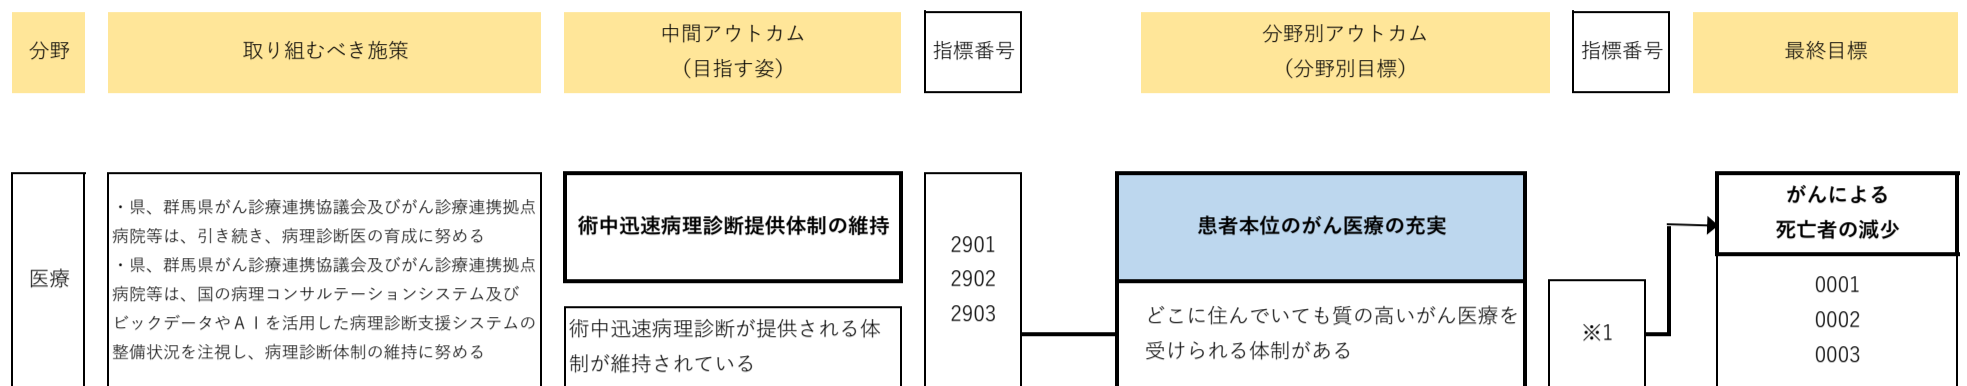 分野
取り組むべき施策
中間アウトカム
（目指す姿）
指標番号
分野別アウトカム
（分野別目標）
指標番号
最終目標
医療
・県、群馬県がん診療連携協議会及びがん診療連携拠点
病院等は、引き続き、病理診断医の育成に努める
・県、群馬県がん診療連携協議会及びがん診療連携拠点
病院等は、国の病理コンサルテーションシステム及び
ビックデータやＡＩを活用した病理診断支援システムの
整備状況を注視し、病理診断体制の維持に努める
術中迅速病理診断提供体制の維持
術中迅速病理診断が提供される体
制が維持されている
2901
2902
2903
患者本位のがん医療の充実
どこに住んでいても質の高いがん医療を
受けられる体制がある
※1
がんによる
死亡者の減少
0001
0002
0003